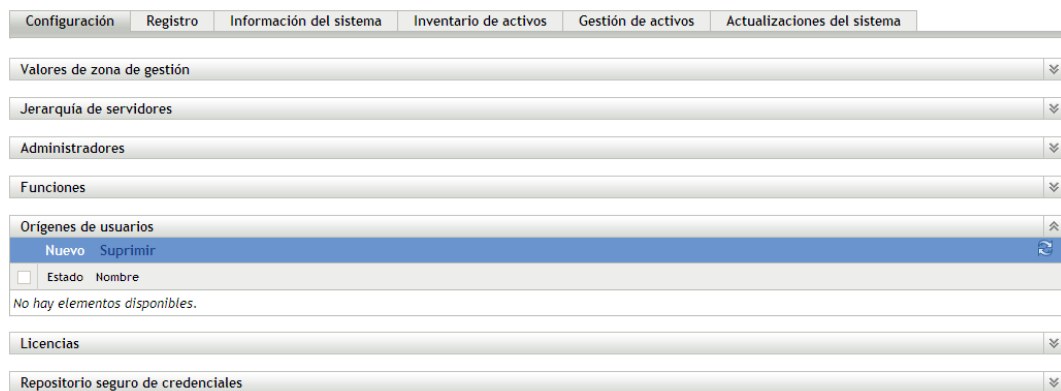 Configuración Registro Información del sistema Inventario de activos Gestión de activos Actualizaciones del sistema
Valores de zona de gestión
Jerarquía de servidores
Administradores
Funciones
Orígenes de usuarios
Nuevo Suprimir
Estado Nombre
No hay elementos disponibles.
Licencias
Repositorio seguro de credenciales